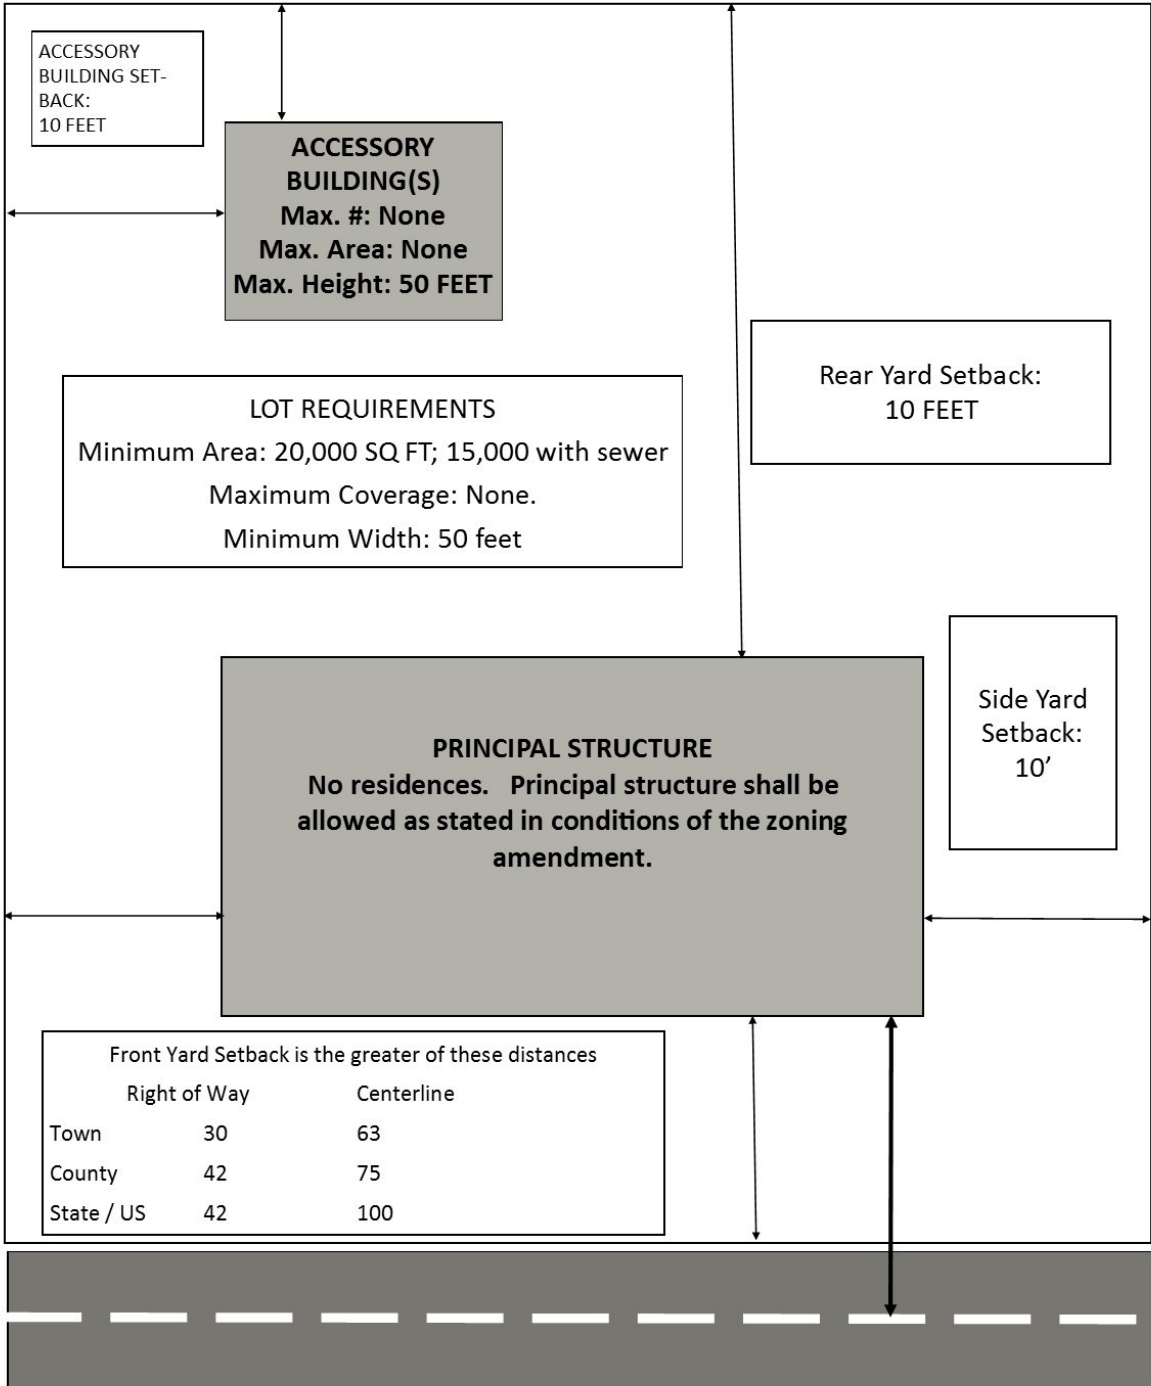 ACCESSORY
BUILDING SET-
BACK:
10 FEET
ACCESSORY
BUILDING(S)
Max. #: None
Max. Area: None
Max. Height: 50 FEET
Rear Yard Setback:
10 FEET
LOT REQUIREMENTS
Minimum Area: 20,000 SQ FT; 15,000 with sewer
Maximum Coverage: None.
Minimum Width: 50 feet
Side Yard
Setback:
10’
PRINCIPAL STRUCTURE
No residences.   Principal structure shall be
allowed as stated in conditions of the zoning
amendment.
Front Yard Setback is the greater of these distances
Right of Way Centerline
Town 30 63
County 42 75
State / US 42 100